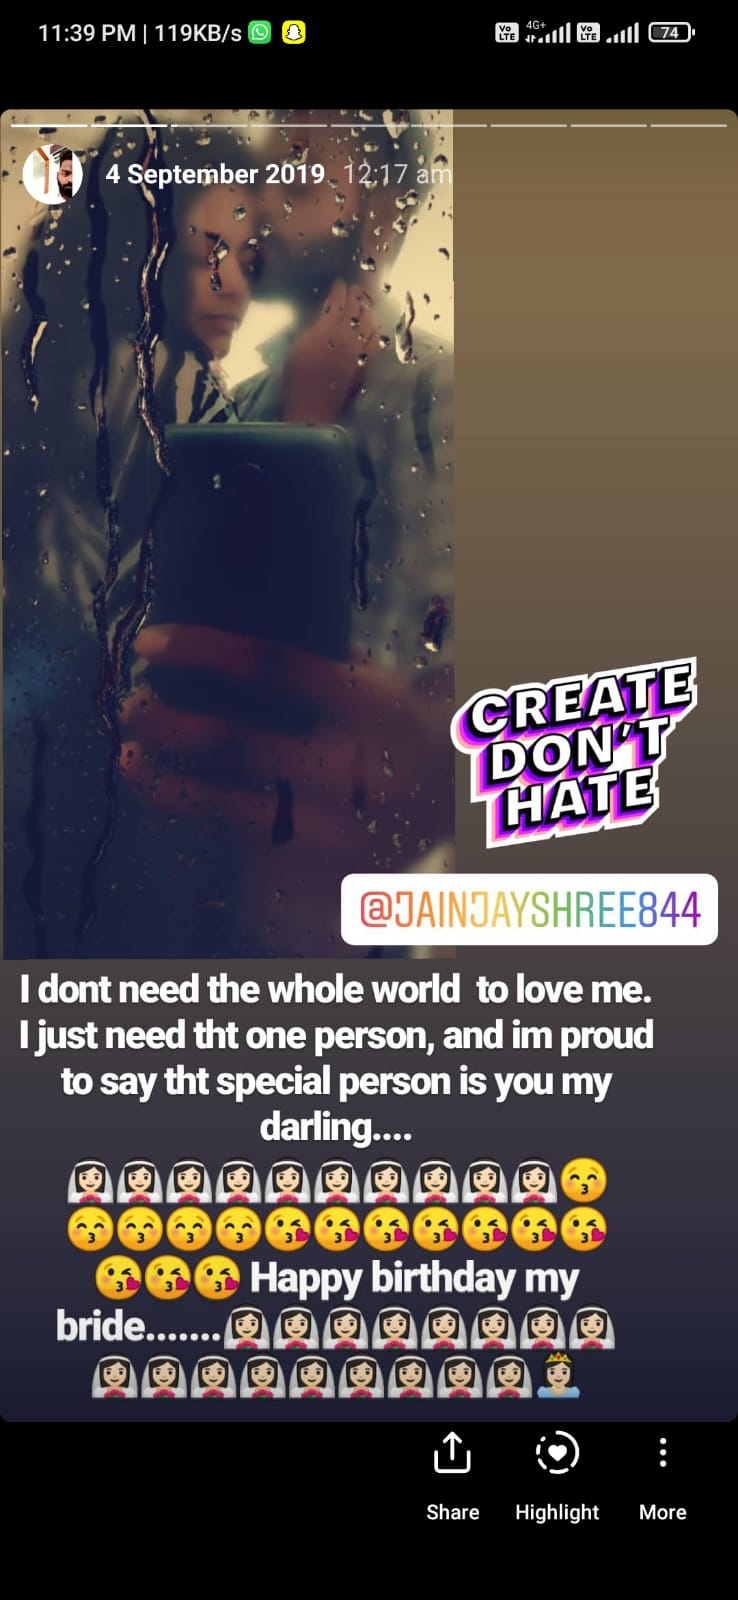 11:39 PM | 119KB/s
Vo LTE 4G+ Vo LTE 74
4 September 2019 12:17 am
CREATE
DON'T
HATE
@JAINJAYSHREE844
I dont need the whole world to love me.
I just need tht one person, and im proud
to say tht special person is you my
darling....
👰🏻👰🏻👰🏻👰🏻👰🏻👰🏻👰🏻👰🏻👰🏻👰🏻😚
😚😚😚😚😘😘😘😘😘😘😘
😘😘😘 Happy birthday my
bride.......👰🏻👰🏻👰🏻👰🏻👰🏻👰🏻👰🏻👰🏻
👰🏻👰🏻👰🏻👰🏻👰🏻👰🏻👰🏻👰🏻👰🏻👸🏻
Share Highlight More